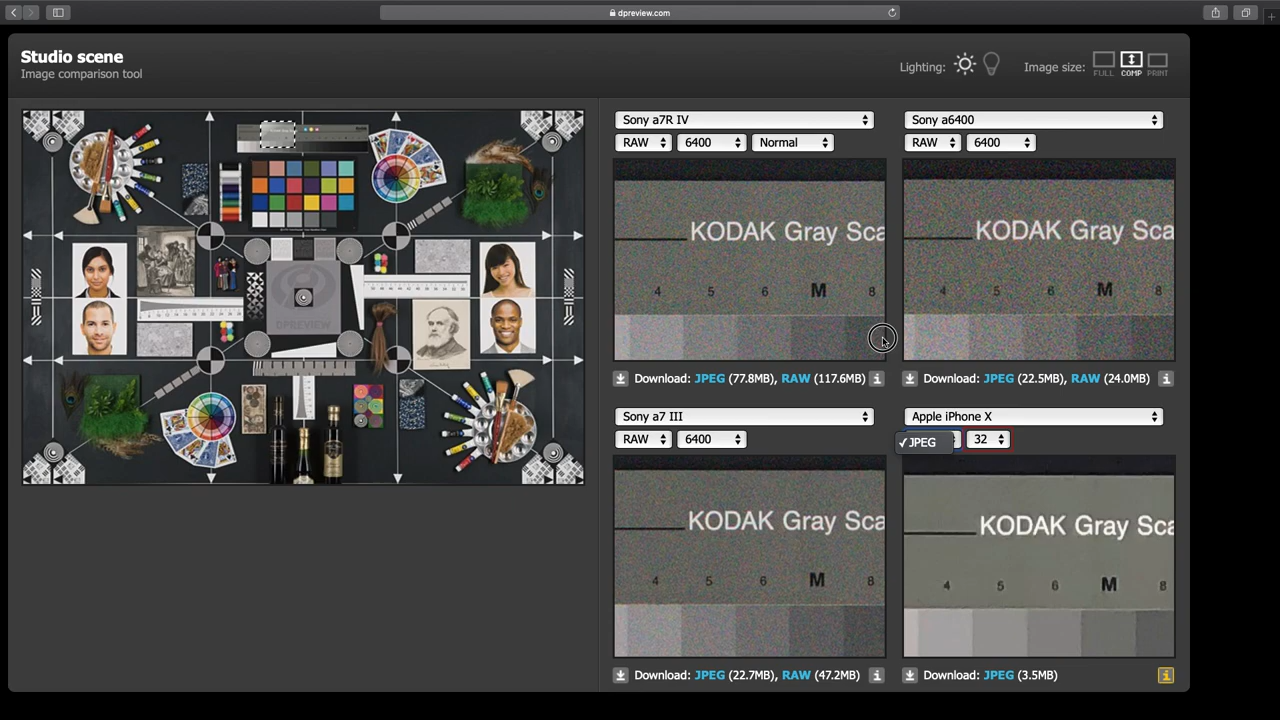 dpreview.com
Studio scene
Image comparison tool
Lighting:
Image size:
FULL
COMP
PRINT
Sony a7R IV
RAW
6400
Normal
KODAK Gray Sca
4 5 6 M 8
Download: JPEG (77.8MB), RAW (117.6MB)
Sony a6400
RAW
6400
KODAK Gray Sca
4 5 6 M 8
Download: JPEG (22.5MB), RAW (24.0MB)
DPREVIEW
Sony a7 III
RAW
6400
KODAK Gray Sca
4 5 6 M 8
Download: JPEG (22.7MB), RAW (47.2MB)
Apple iPhone X
✓ JPEG
32
KODAK Gray Sca
4 5 6 M 8
Download: JPEG (3.5MB)